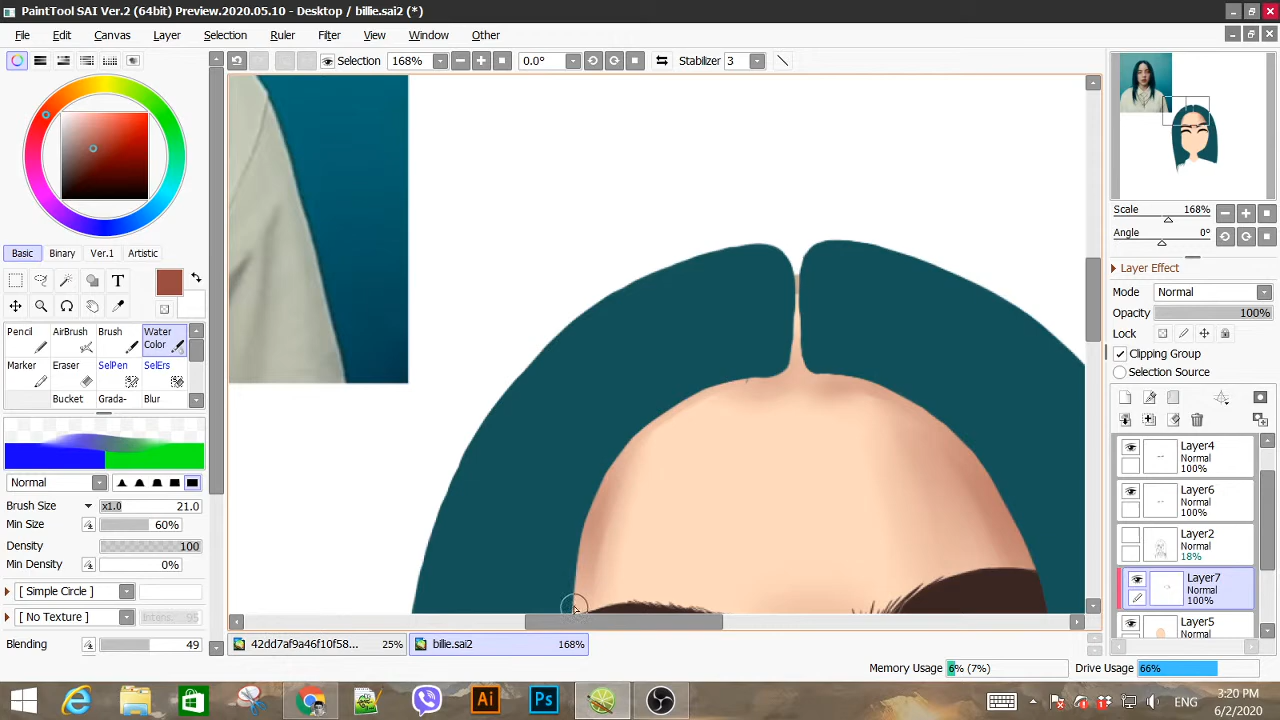 PaintTool SAI Ver.2 (64bit) Preview.2020.05.10 - Desktop / billie.sai2 (*)
File Edit Canvas Layer Selection Ruler Filter View Window Other
Selection 168% 0.0° Stabilizer 3
Scale 168%
Angle 0°
Basic Binary Ver.1 Artistic
Layer Effect
Mode Normal
Opacity 100%
T
Lock
Pencil AirBrush Brush Water Color
Clipping Group
Marker Eraser SelPen SelErs
Selection Source
Bucket Grada- Blur
Layer4
Normal
100%
Layer6
Normal
100%
Normal
Brush Size x1.0 21.0
Min Size 60%
Density 100
Min Density 0%
Layer2
Normal
18%
[ Simple Circle ]
Layer7
Normal
100%
[ No Texture ] Intens: 95
Layer5
Normal
Blending 49
42dd7af9a46f10f58... 25% billie.sai2 168%
Memory Usage 6% (7%) Drive Usage 66%
Ai Ps
ENG
3:20 PM
6/2/2020